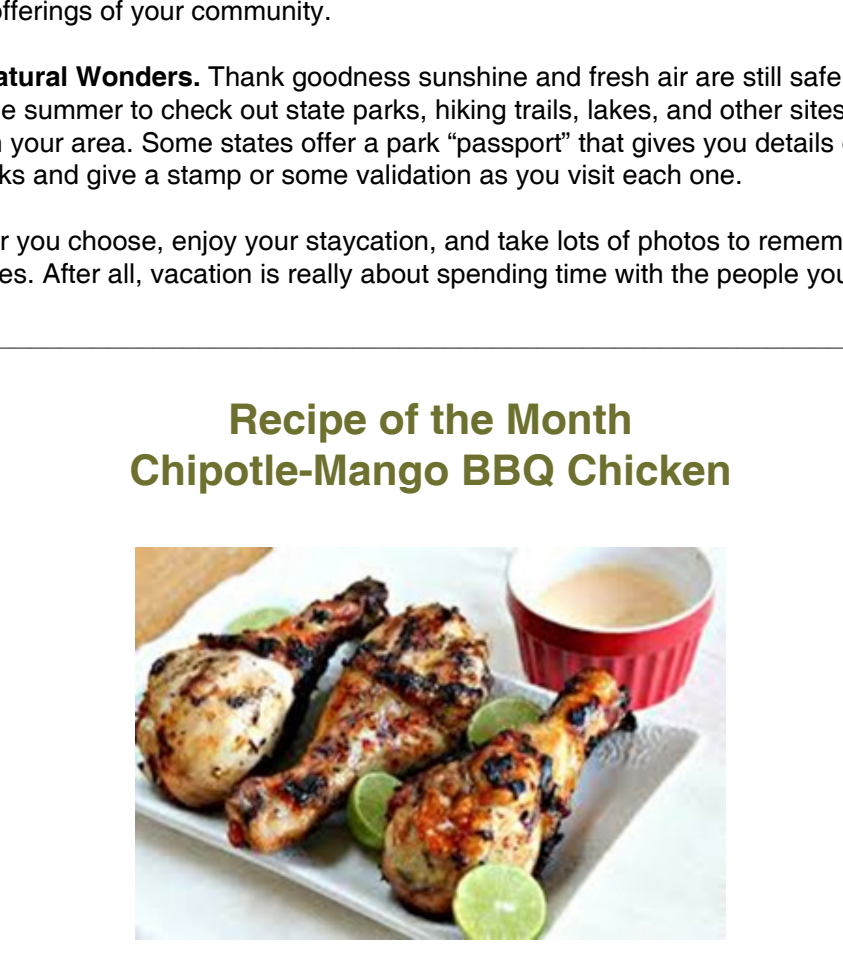 offerings of your community.
atural Wonders. Thank goodness sunshine and fresh air are still safe
e summer to check out state parks, hiking trails, lakes, and other sites
your area. Some states offer a park “passport” that gives you details
ks and give a stamp or some validation as you visit each one.
r you choose, enjoy your staycation, and take lots of photos to remem
es. After all, vacation is really about spending time with the people you
Recipe of the Month
Chipotle-Mango BBQ Chicken